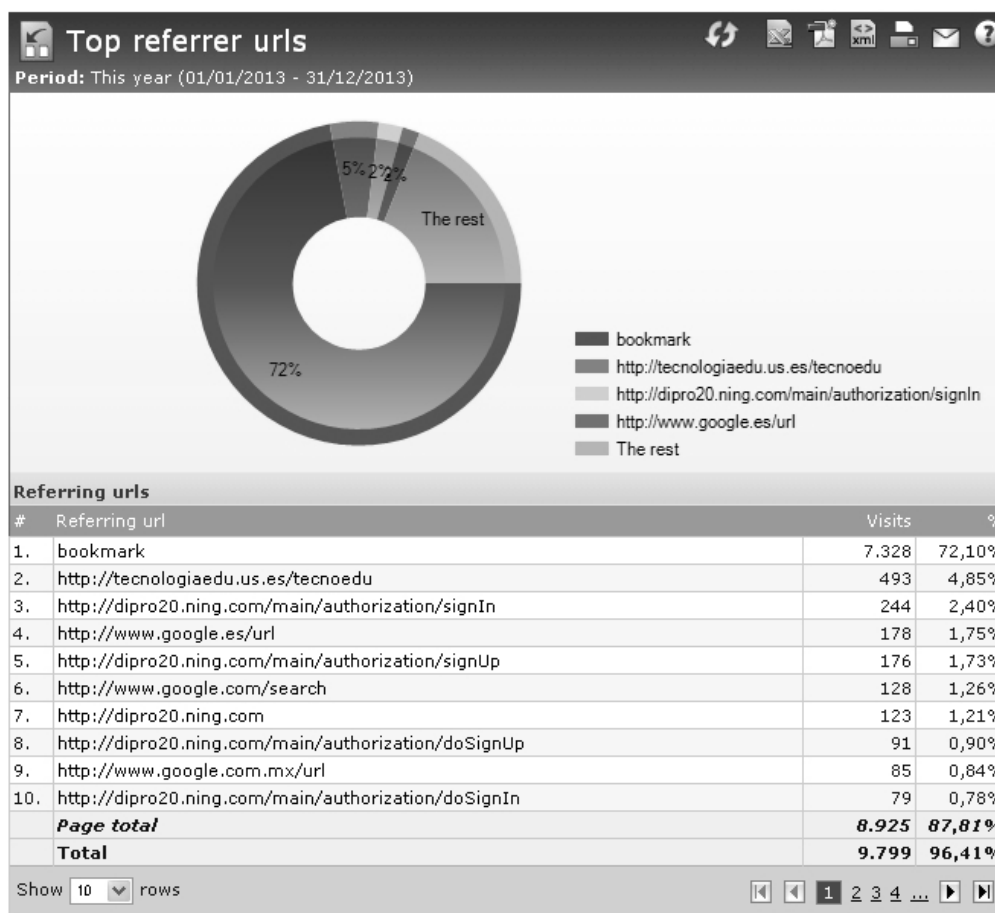 Top referrer urls
xml
?
Period: This year (01/01/2013 - 31/12/2013)
5% 2% 2%
The rest
72%
bookmark
http://tecnologiaedu.us.es/tecnoedu
http://dipro20.ning.com/main/authorization/signIn
http://www.google.es/url
The rest
Referring urls
# Referring url Visits %
1. bookmark 7.328 72,10%
2. http://tecnologiaedu.us.es/tecnoedu 493 4,85%
3. http://dipro20.ning.com/main/authorization/signIn 244 2,40%
4. http://www.google.es/url 178 1,75%
5. http://dipro20.ning.com/main/authorization/signUp 176 1,73%
6. http://www.google.com/search 128 1,26%
7. http://dipro20.ning.com 123 1,21%
8. http://dipro20.ning.com/main/authorization/doSignUp 91 0,90%
9. http://www.google.com.mx/url 85 0,84%
10. http://dipro20.ning.com/main/authorization/doSignIn 79 0,78%
Page total 8.925 87,81%
Total 9.799 96,41%
Show 10 rows 1 2 3 4 ...